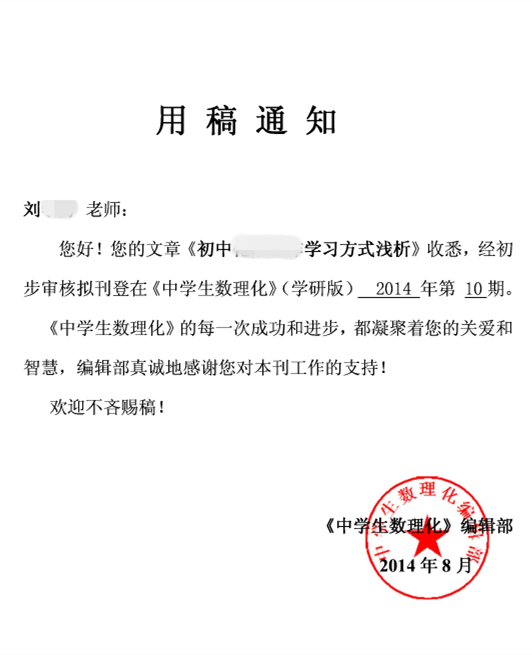 用稿通知
刘 老师：
您好！您的文章《初中 学习方式浅析》收悉，经初
步审核拟刊登在《中学生数理化》（学研版） 2014 年第 10 期。
《中学生数理化》的每一次成功和进步，都凝聚着您的关爱和
智慧，编辑部真诚地感谢您对本刊工作的支持！
欢迎不吝赐稿！
《中学生数理化》编辑部
2014 年 8 月
中学生数理化编辑部